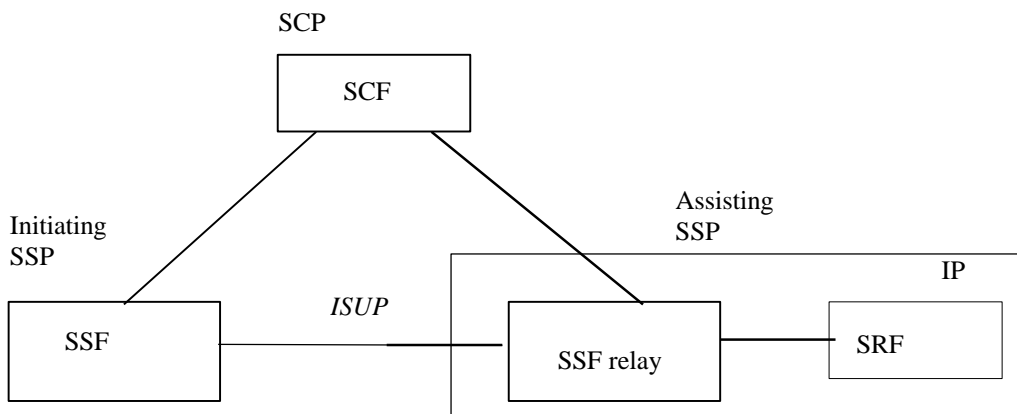 SCP
SCF
Initiating
SSP
Assisting
SSP
IP
ISUP
SSF
SSF relay
SRF